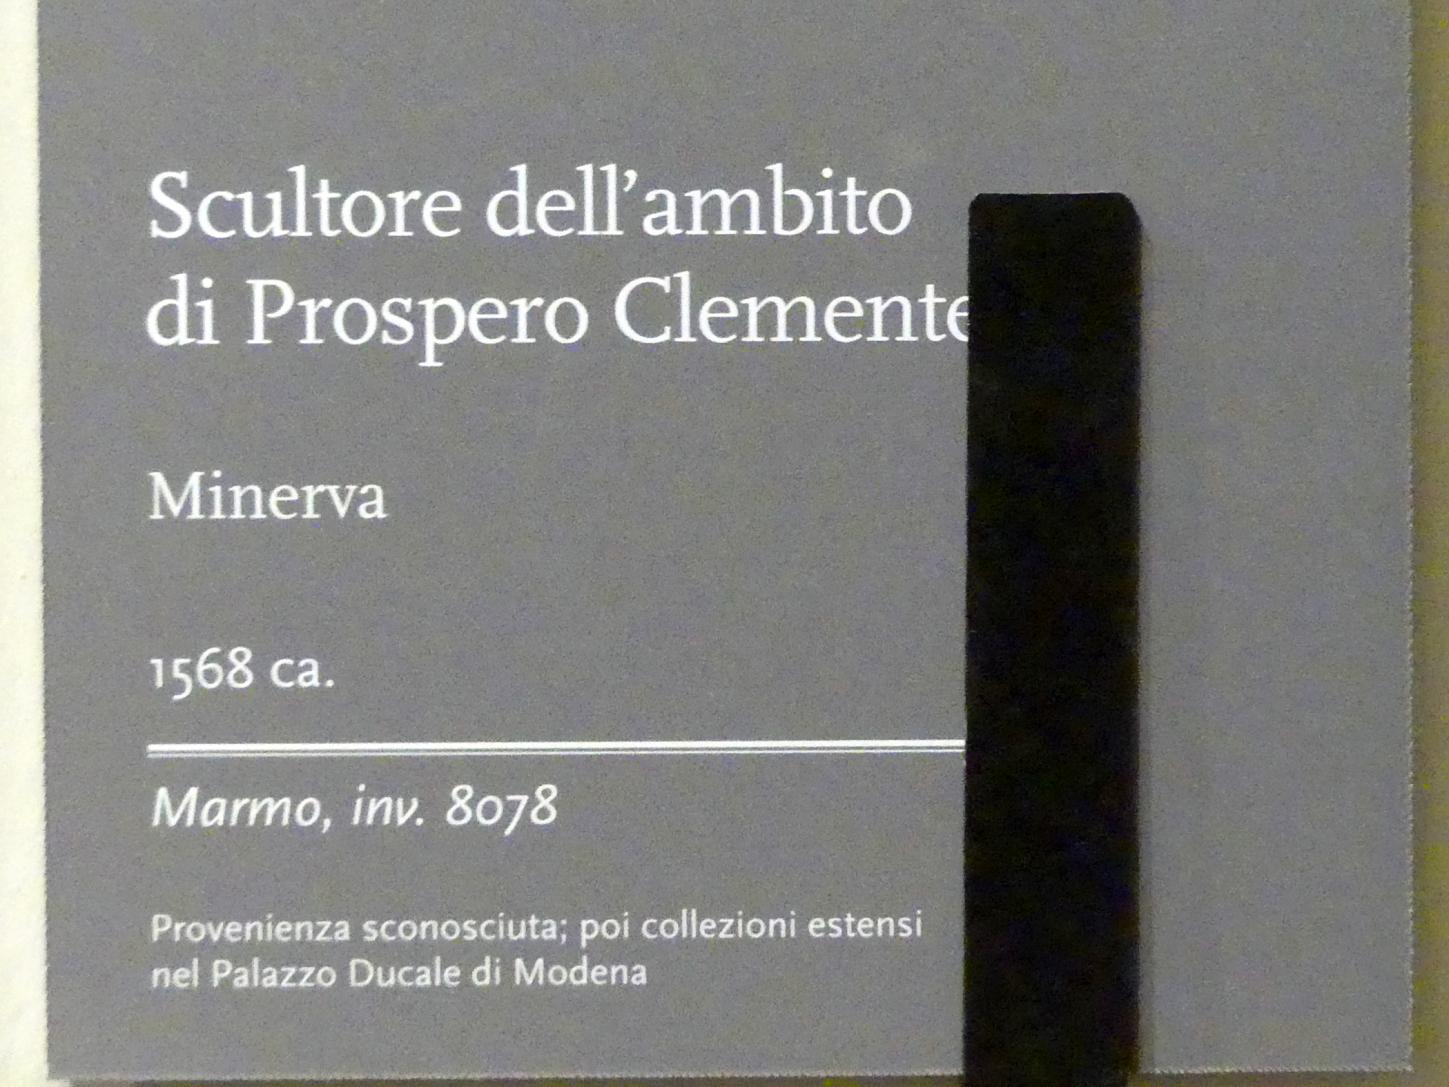 Scultore dell'ambito
di Prospero Clemente
Minerva
1568 ca.
Marmo, inv. 8078
Provenienza sconosciuta; poi collezioni estensi
nel Palazzo Ducale di Modena